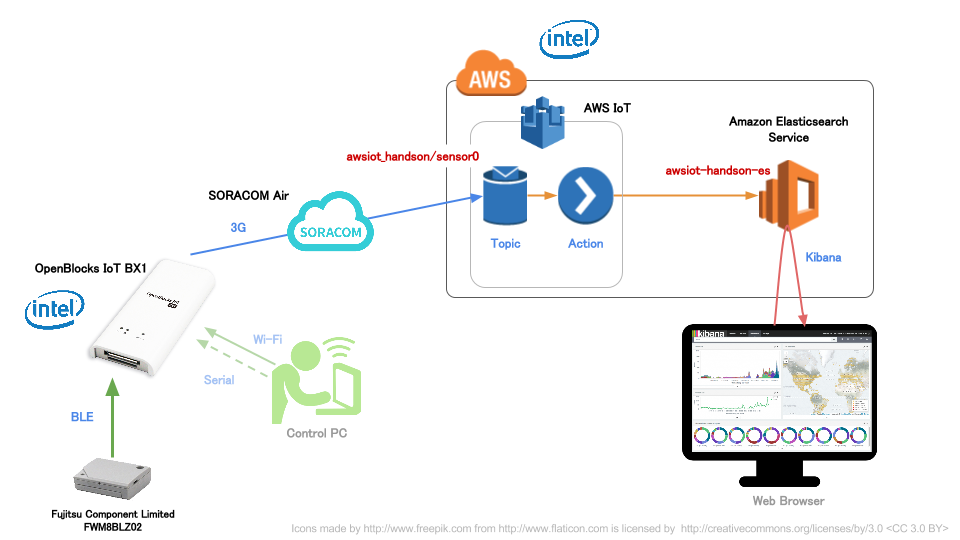 intel
AWS
AWS IoT
Amazon Elasticsearch
Service
awsiot_handson/sensor0
awsiot-handson-es
SORACOM Air
3G
SORACOM
Topic
Action
Kibana
OpenBlocks IoT BX1
intel
Wi-Fi
Serial
kibana
BLE
Control PC
Web Browser
Fujitsu Component Limited
FWM8BLZ02
Icons made by http://www.freepik.com from http://www.flaticon.com is licensed by http://creativecommons.org/licenses/by/3.0 <CC 3.0 BY>